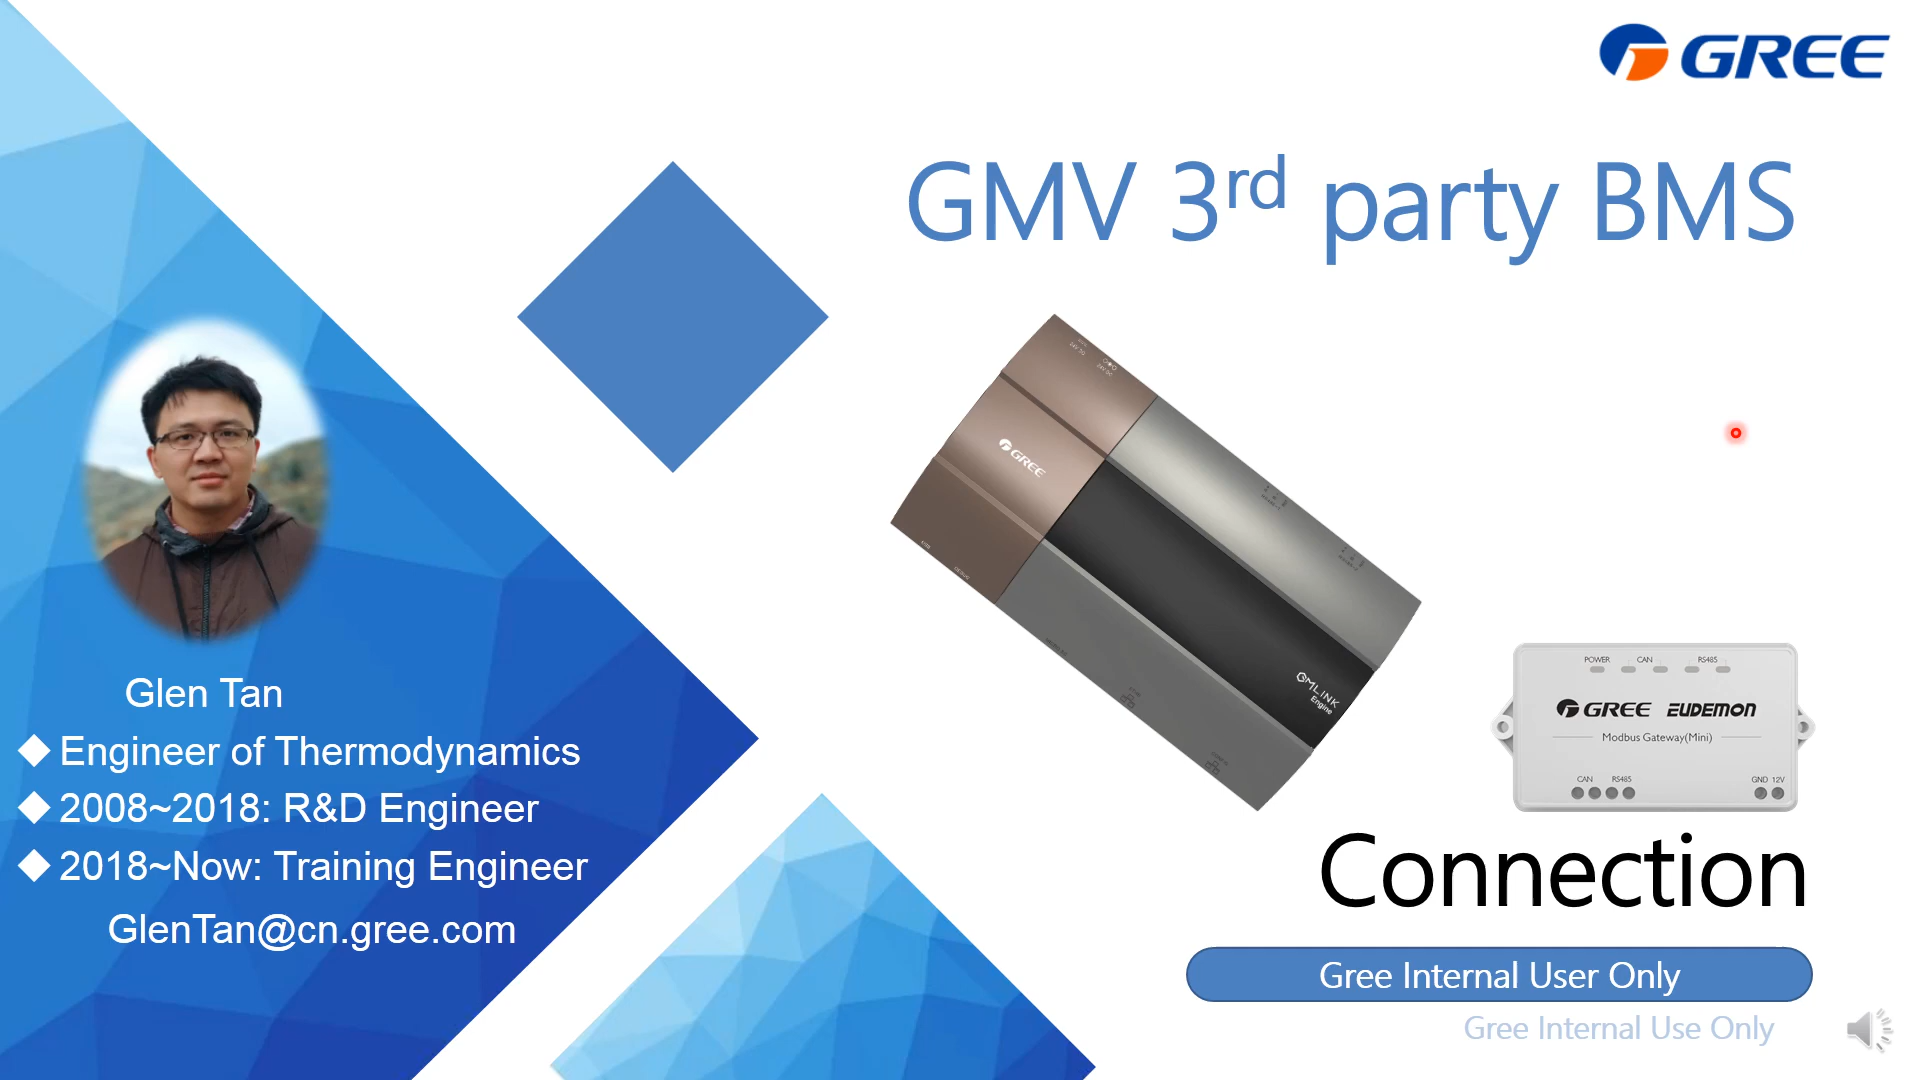 GREE
GMV 3rd party BMS
GREE
GMLINK
Engine
POWER CAN RS485
GREE EUDEMON
Modbus Gateway(Mini)
CAN RS485 GND 12V
Glen Tan
Engineer of Thermodynamics
2008~2018: R&D Engineer
2018~Now: Training Engineer
GlenTan@cn.gree.com
Connection
Gree Internal User Only
Gree Internal Use Only